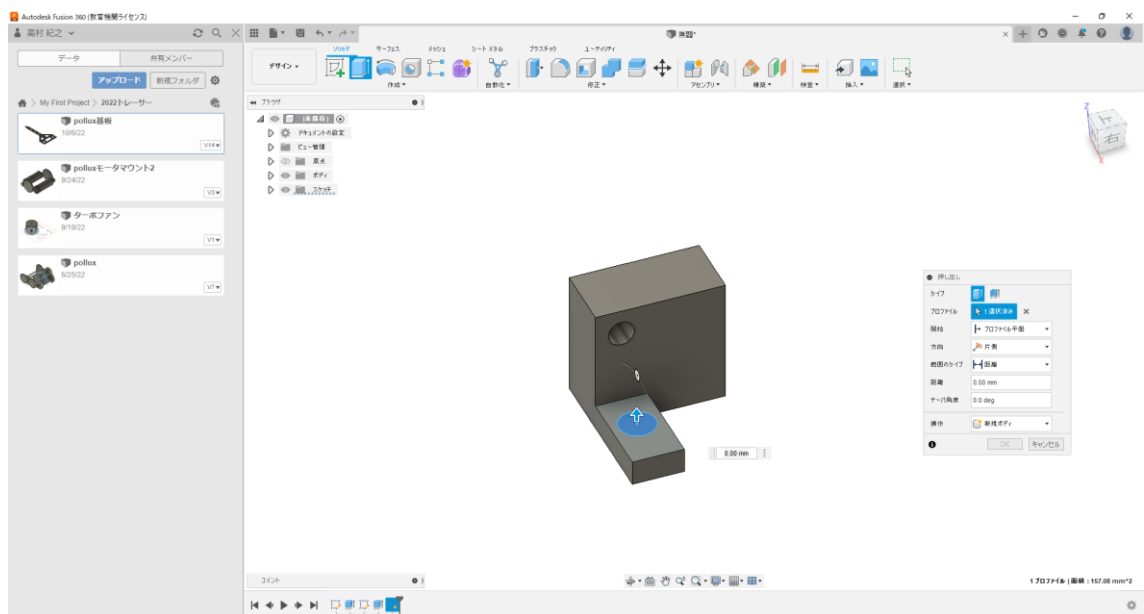 Autodesk Fusion 360 (教育機関ライセンス)
高村 紀之
無題*
データ
共有メンバー
アップロード
新規フォルダ
My First Project > 2022トレーサー
pollux基板
10/6/22
V14
polluxモータマウント2
9/24/22
V3
ターボファン
9/19/22
V1
pollux
6/25/22
V7
ソリッド
サーフェス
メッシュ
シート メタル
プラスチック
ユーティリティ
デザイン
作成
自動化
修正
アセンブリ
構築
検査
挿入
選択
ブラウザ
(未保存)
ドキュメントの設定
ビュー管理
原点
ボディ
スケッチ
Z
X
上
右
0.00 mm
押し出し
タイプ
プロファイル
1 選択済み
開始
プロファイル平面
方向
片側
範囲のタイプ
距離
距離
0.00 mm
テーパ角度
0.0 deg
操作
新規ボディ
OK
キャンセル
コメント
1 プロファイル | 面積 : 157.08 mm^2